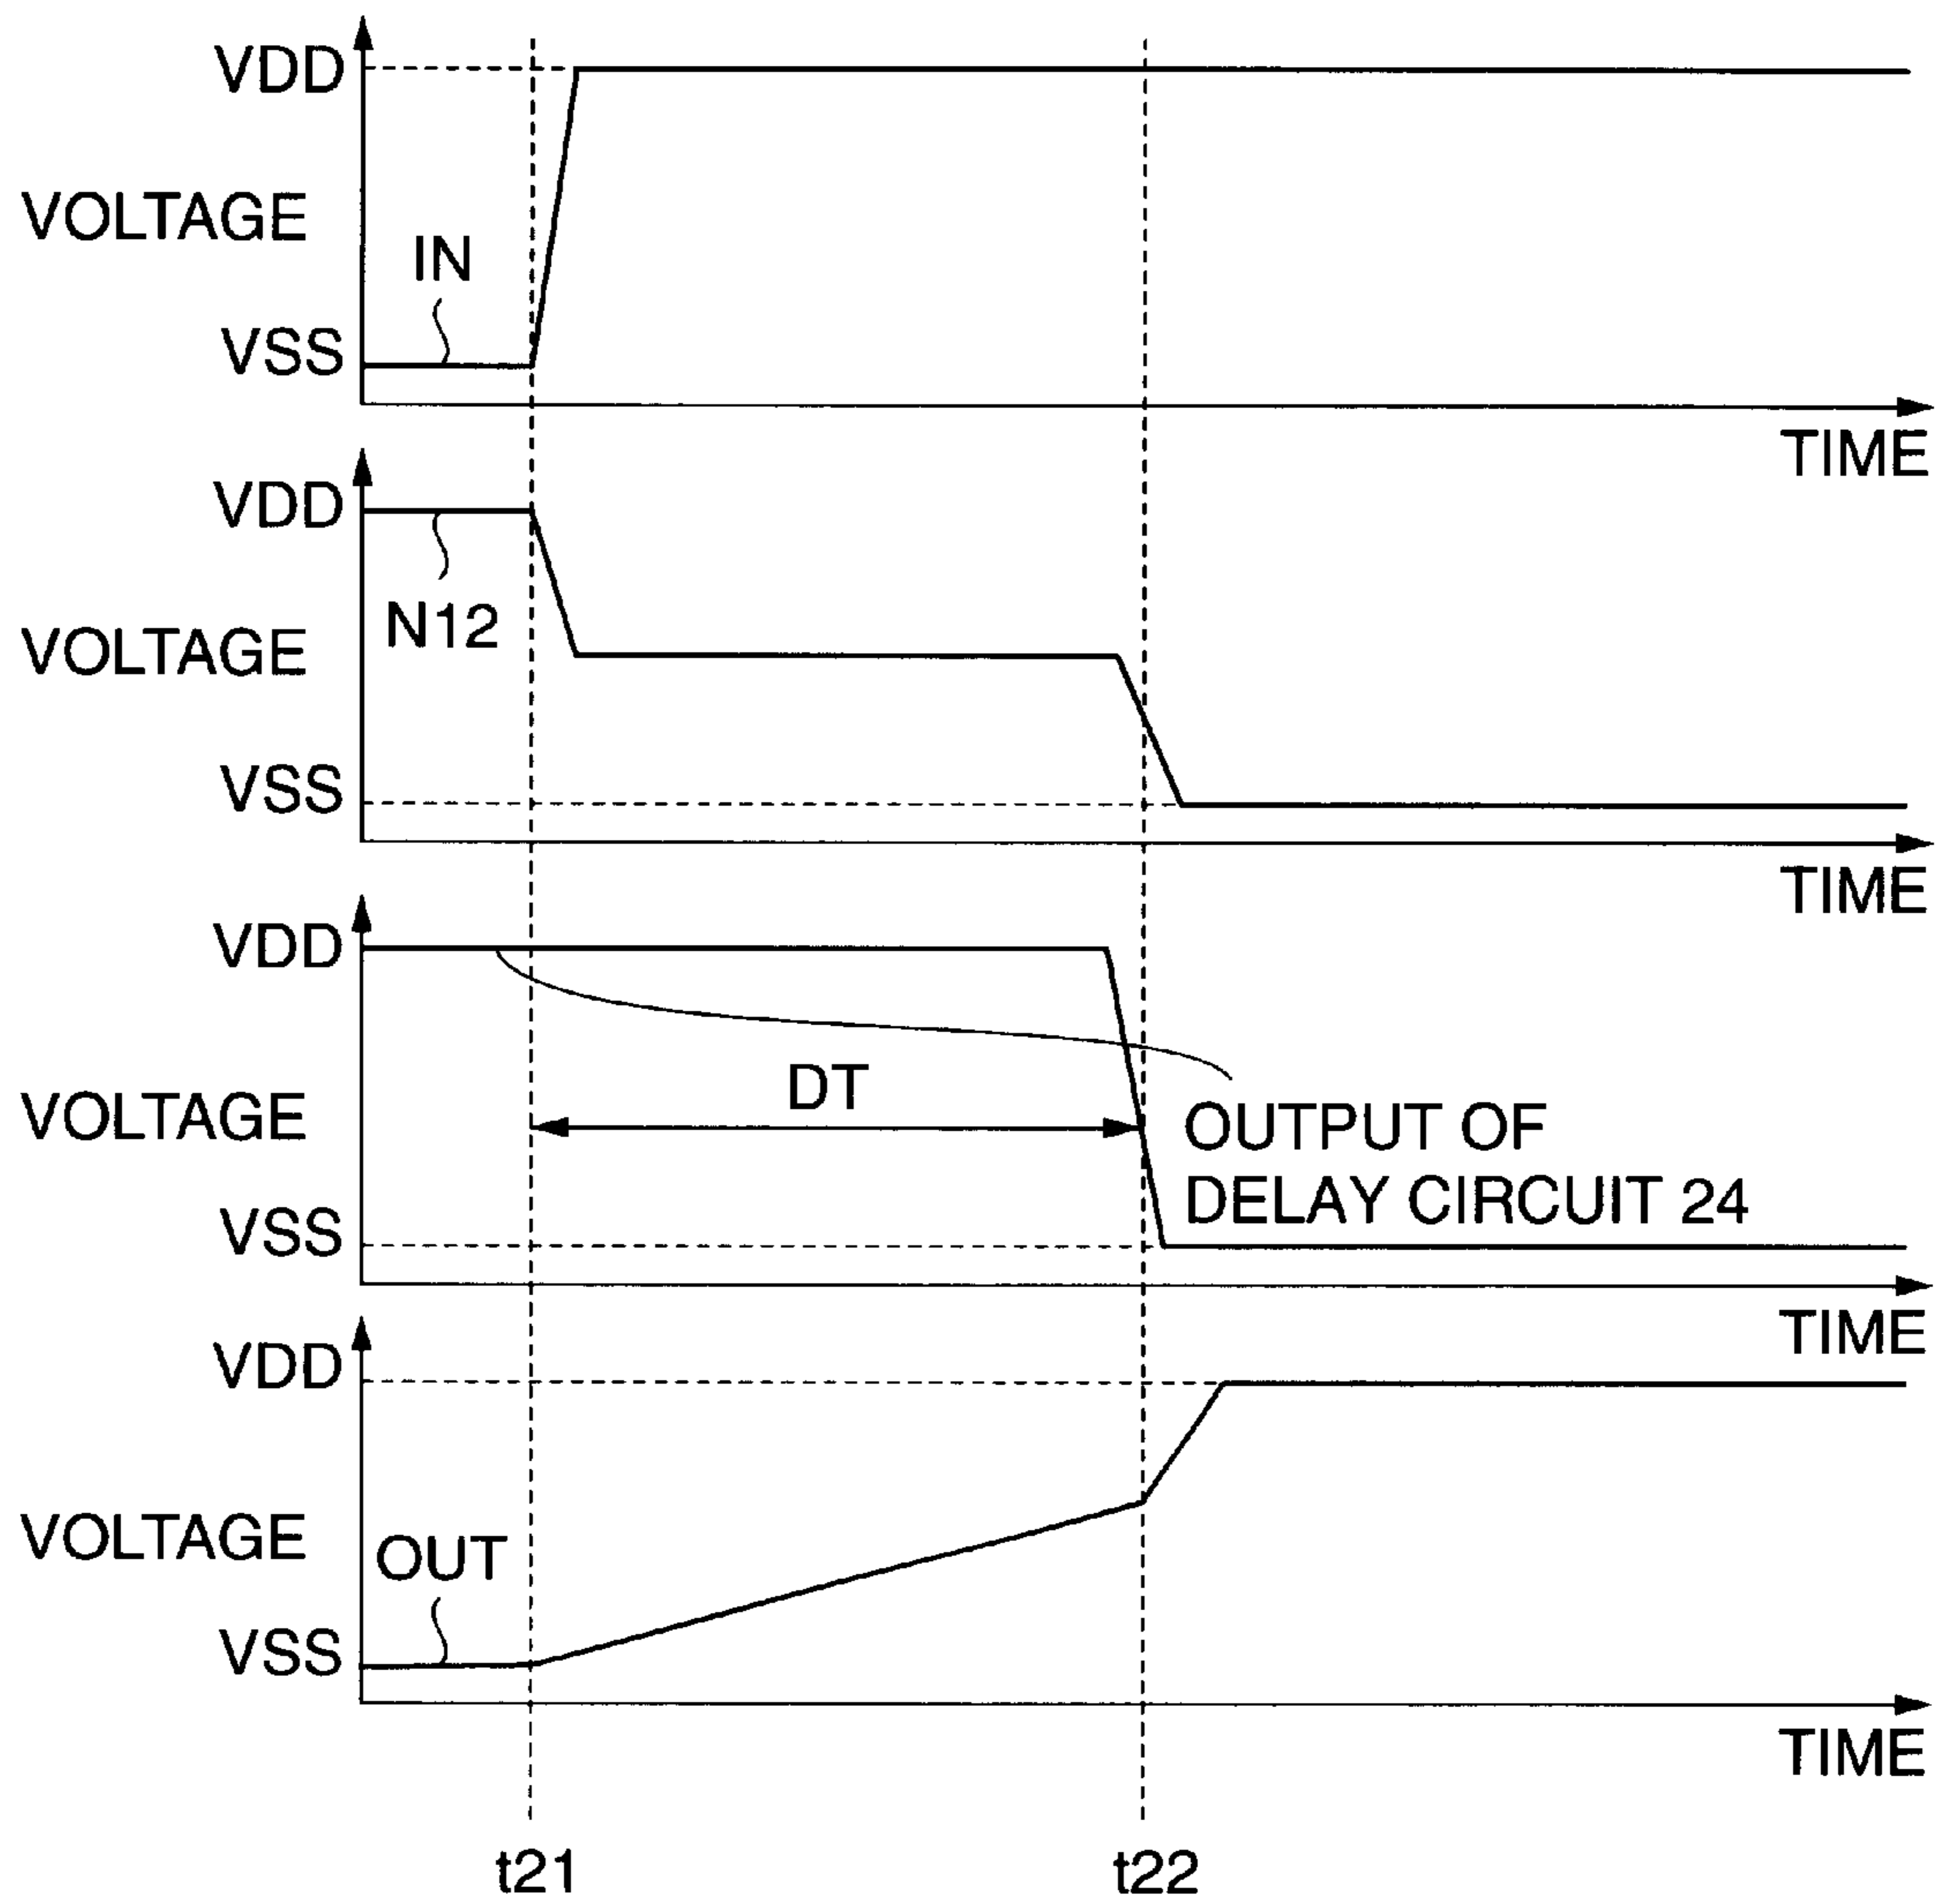 VDD
VOLTAGE
IN
VSS
TIME
VDD
N12
VOLTAGE
VSS
TIME
VDD
DT
VOLTAGE
OUTPUT OF
DELAY CIRCUIT 24
VSS
TIME
VDD
VOLTAGE
OUT
VSS
TIME
t21
t22